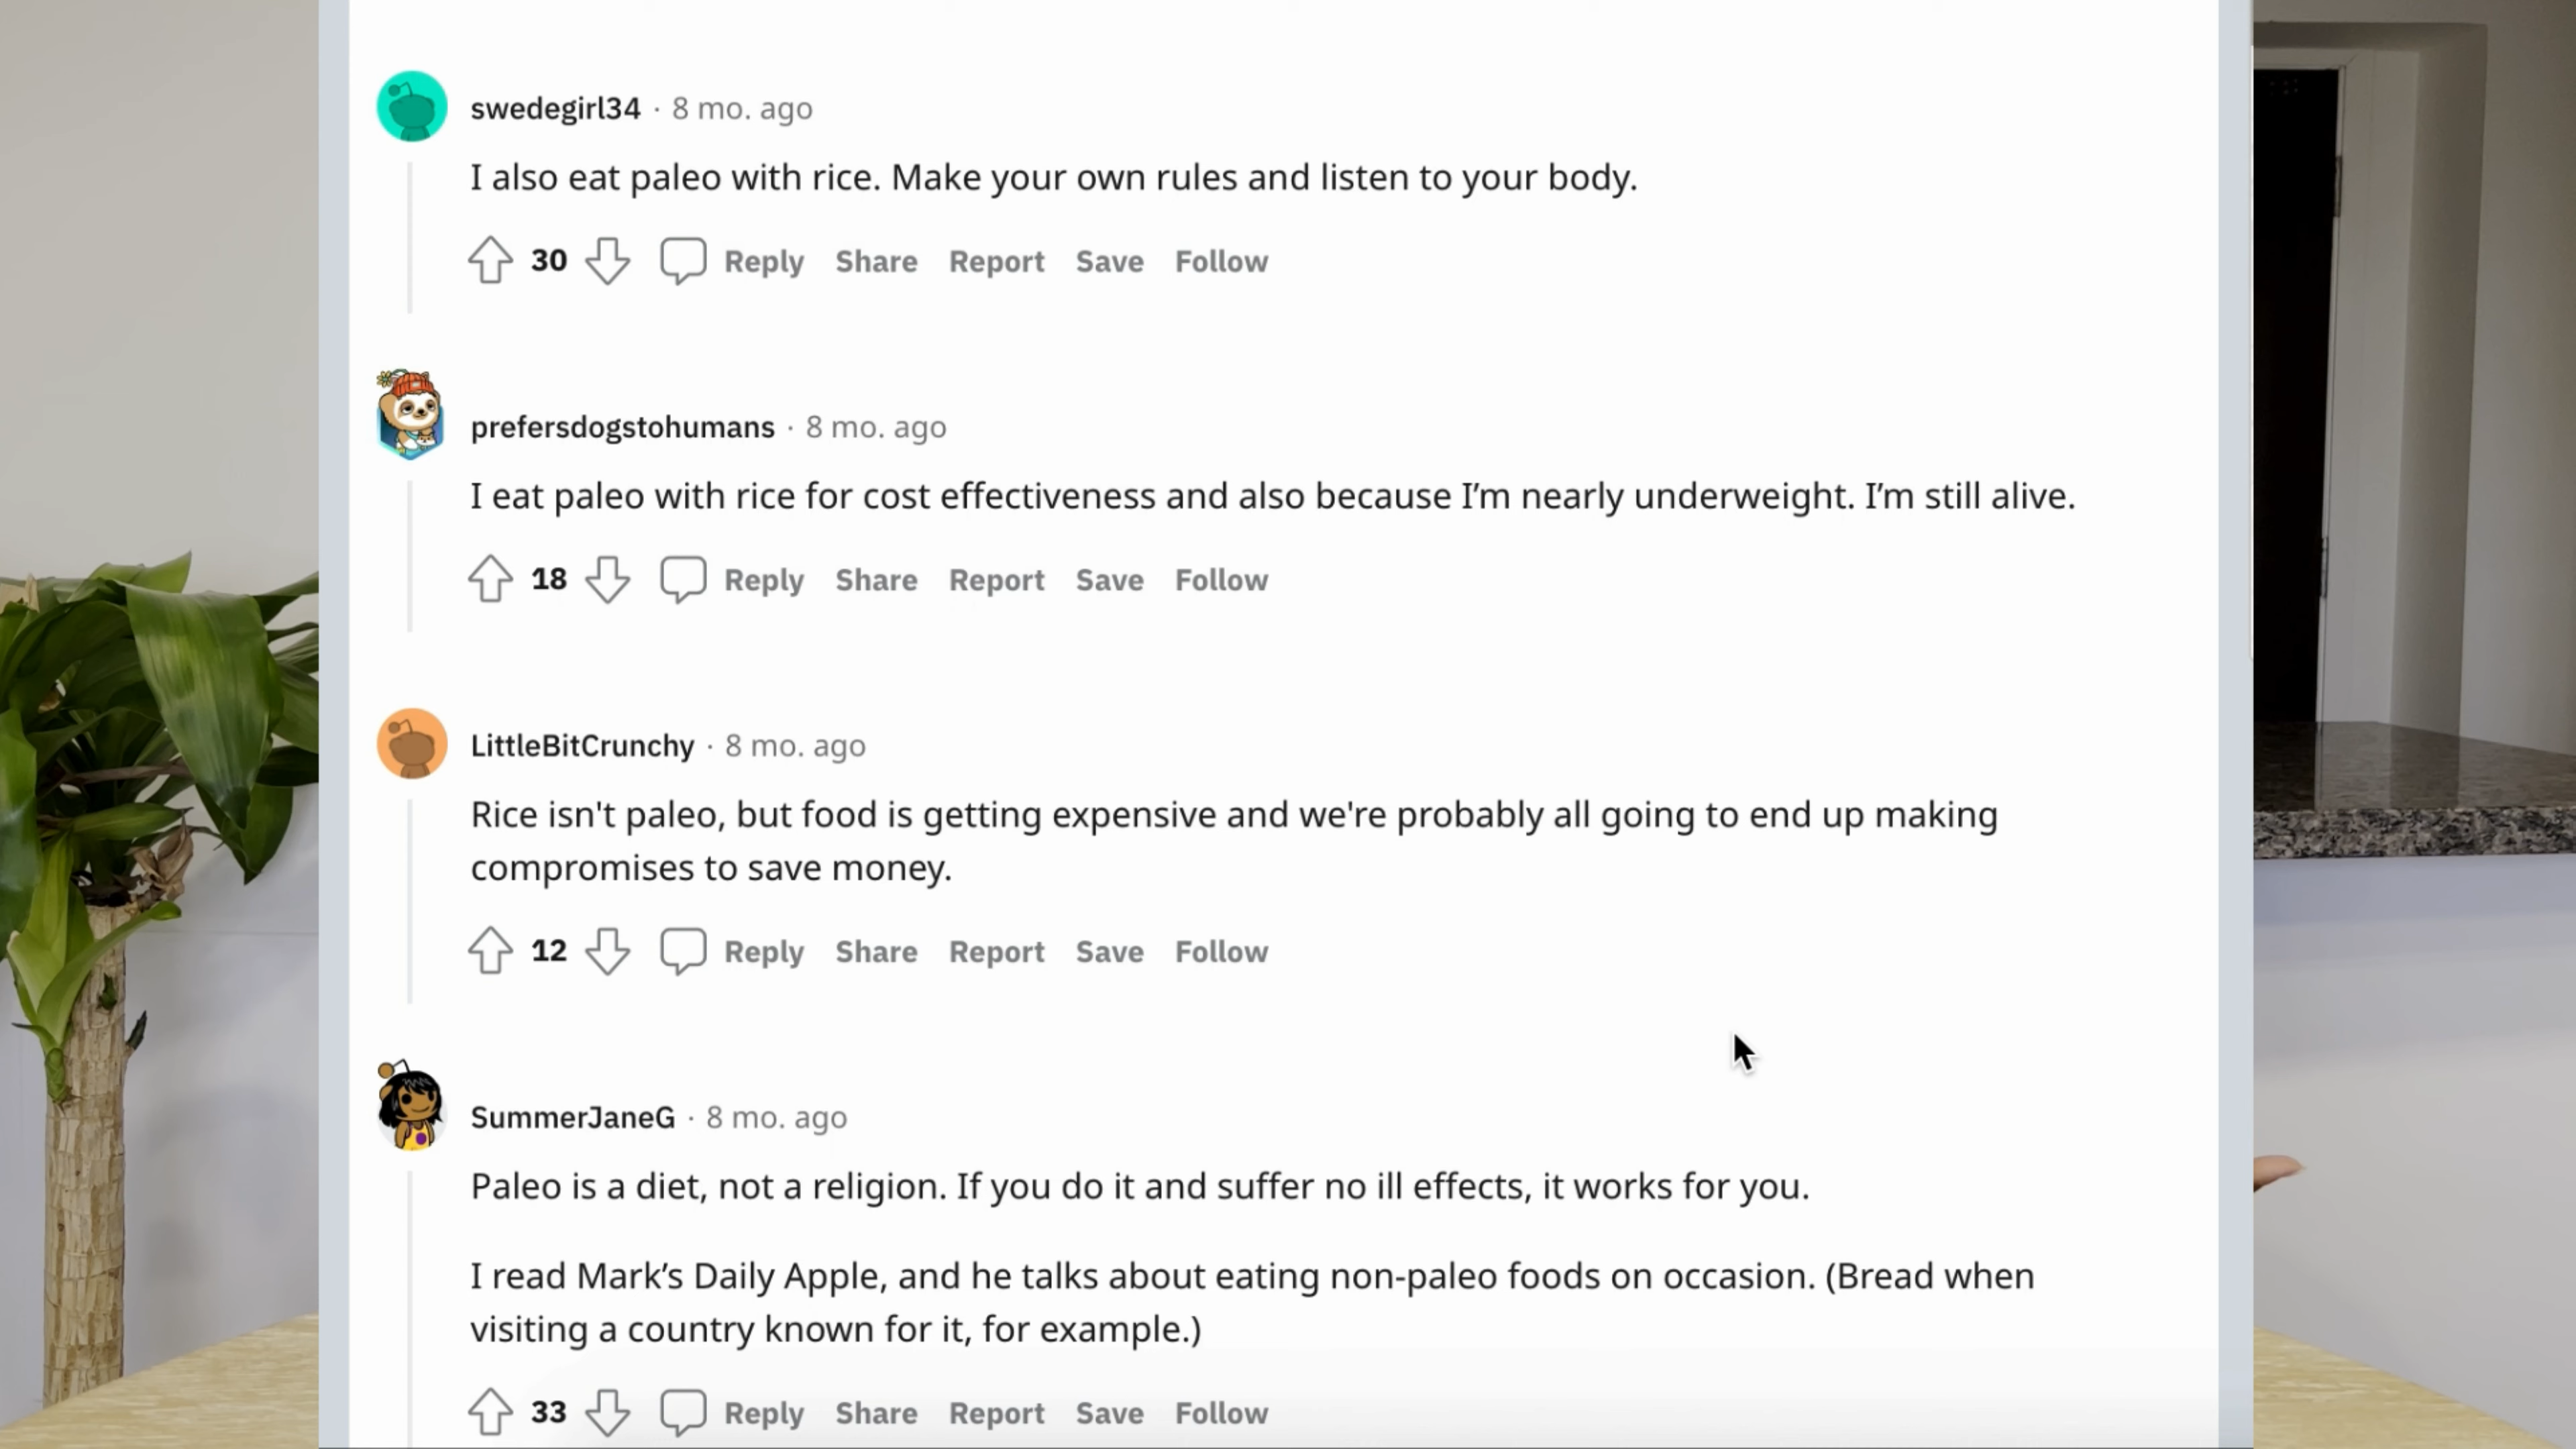 swedegirl34 · 8 mo. ago
I also eat paleo with rice. Make your own rules and listen to your body.
30 Reply Share Report Save Follow
prefersdogstohumans · 8 mo. ago
I eat paleo with rice for cost effectiveness and also because I’m nearly underweight. I’m still alive.
18 Reply Share Report Save Follow
LittleBitCrunchy · 8 mo. ago
Rice isn't paleo, but food is getting expensive and we're probably all going to end up making
compromises to save money.
12 Reply Share Report Save Follow
SummerJaneG · 8 mo. ago
Paleo is a diet, not a religion. If you do it and suffer no ill effects, it works for you.
I read Mark’s Daily Apple, and he talks about eating non-paleo foods on occasion. (Bread when
visiting a country known for it, for example.)
33 Reply Share Report Save Follow